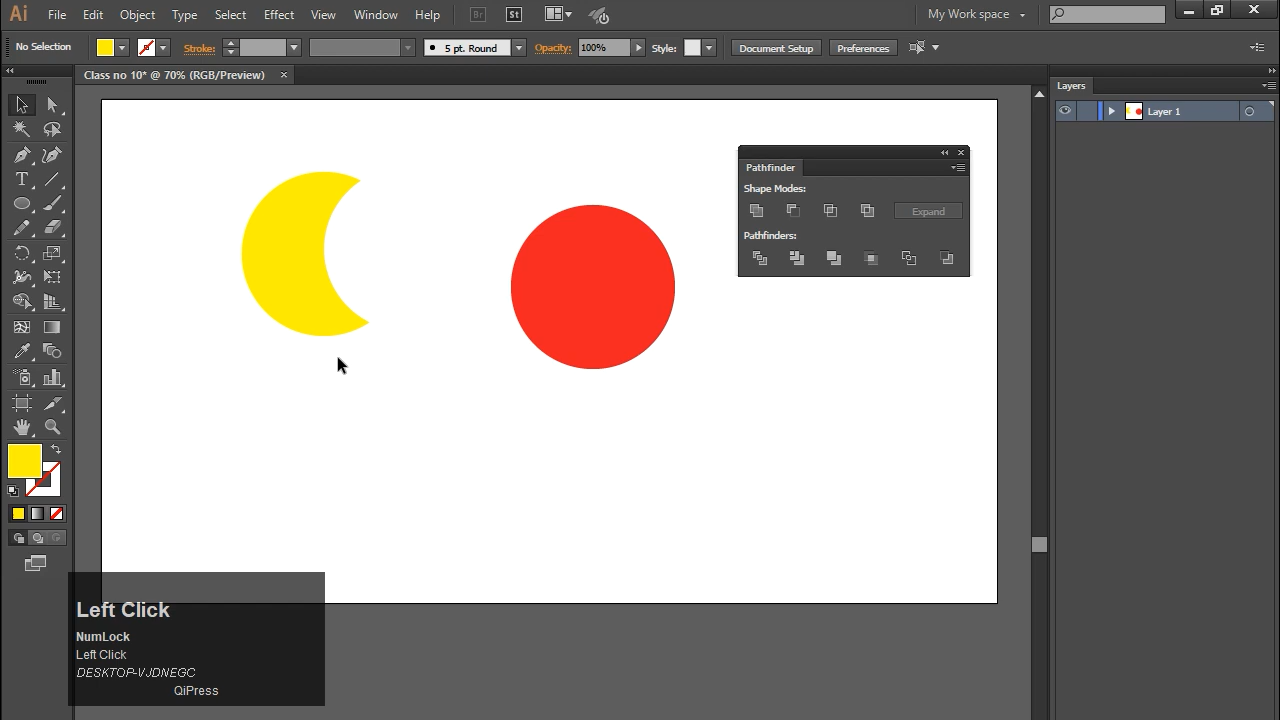 Ai File Edit Object Type Select Effect View Window Help Br St My Work space
No Selection Stroke: 5 pt. Round Opacity: 100% Style: Document Setup Preferences
Class no 10* @ 70% (RGB/Preview) × Layers
Layer 1
Pathfinder
Shape Modes:
Expand
Pathfinders:
Left Click
NumLock
Left Click
DESKTOP-VJDNEGC
QiPress